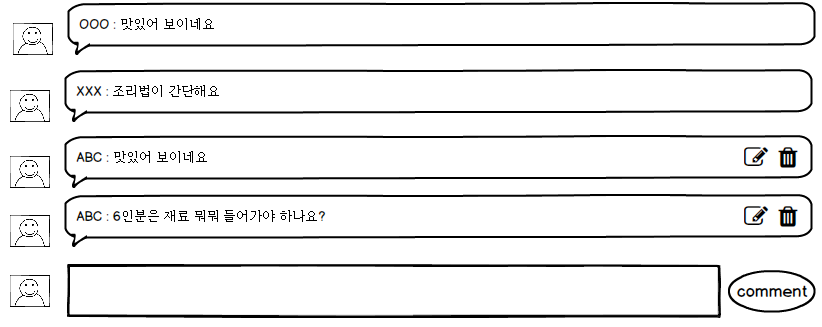 OOO : 맛있어 보이네요
XXX : 조리법이 간단해요
ABC : 맛있어 보이네요
ABC : 6인분은 재료 뭐뭐 들어가야 하나요?
comment